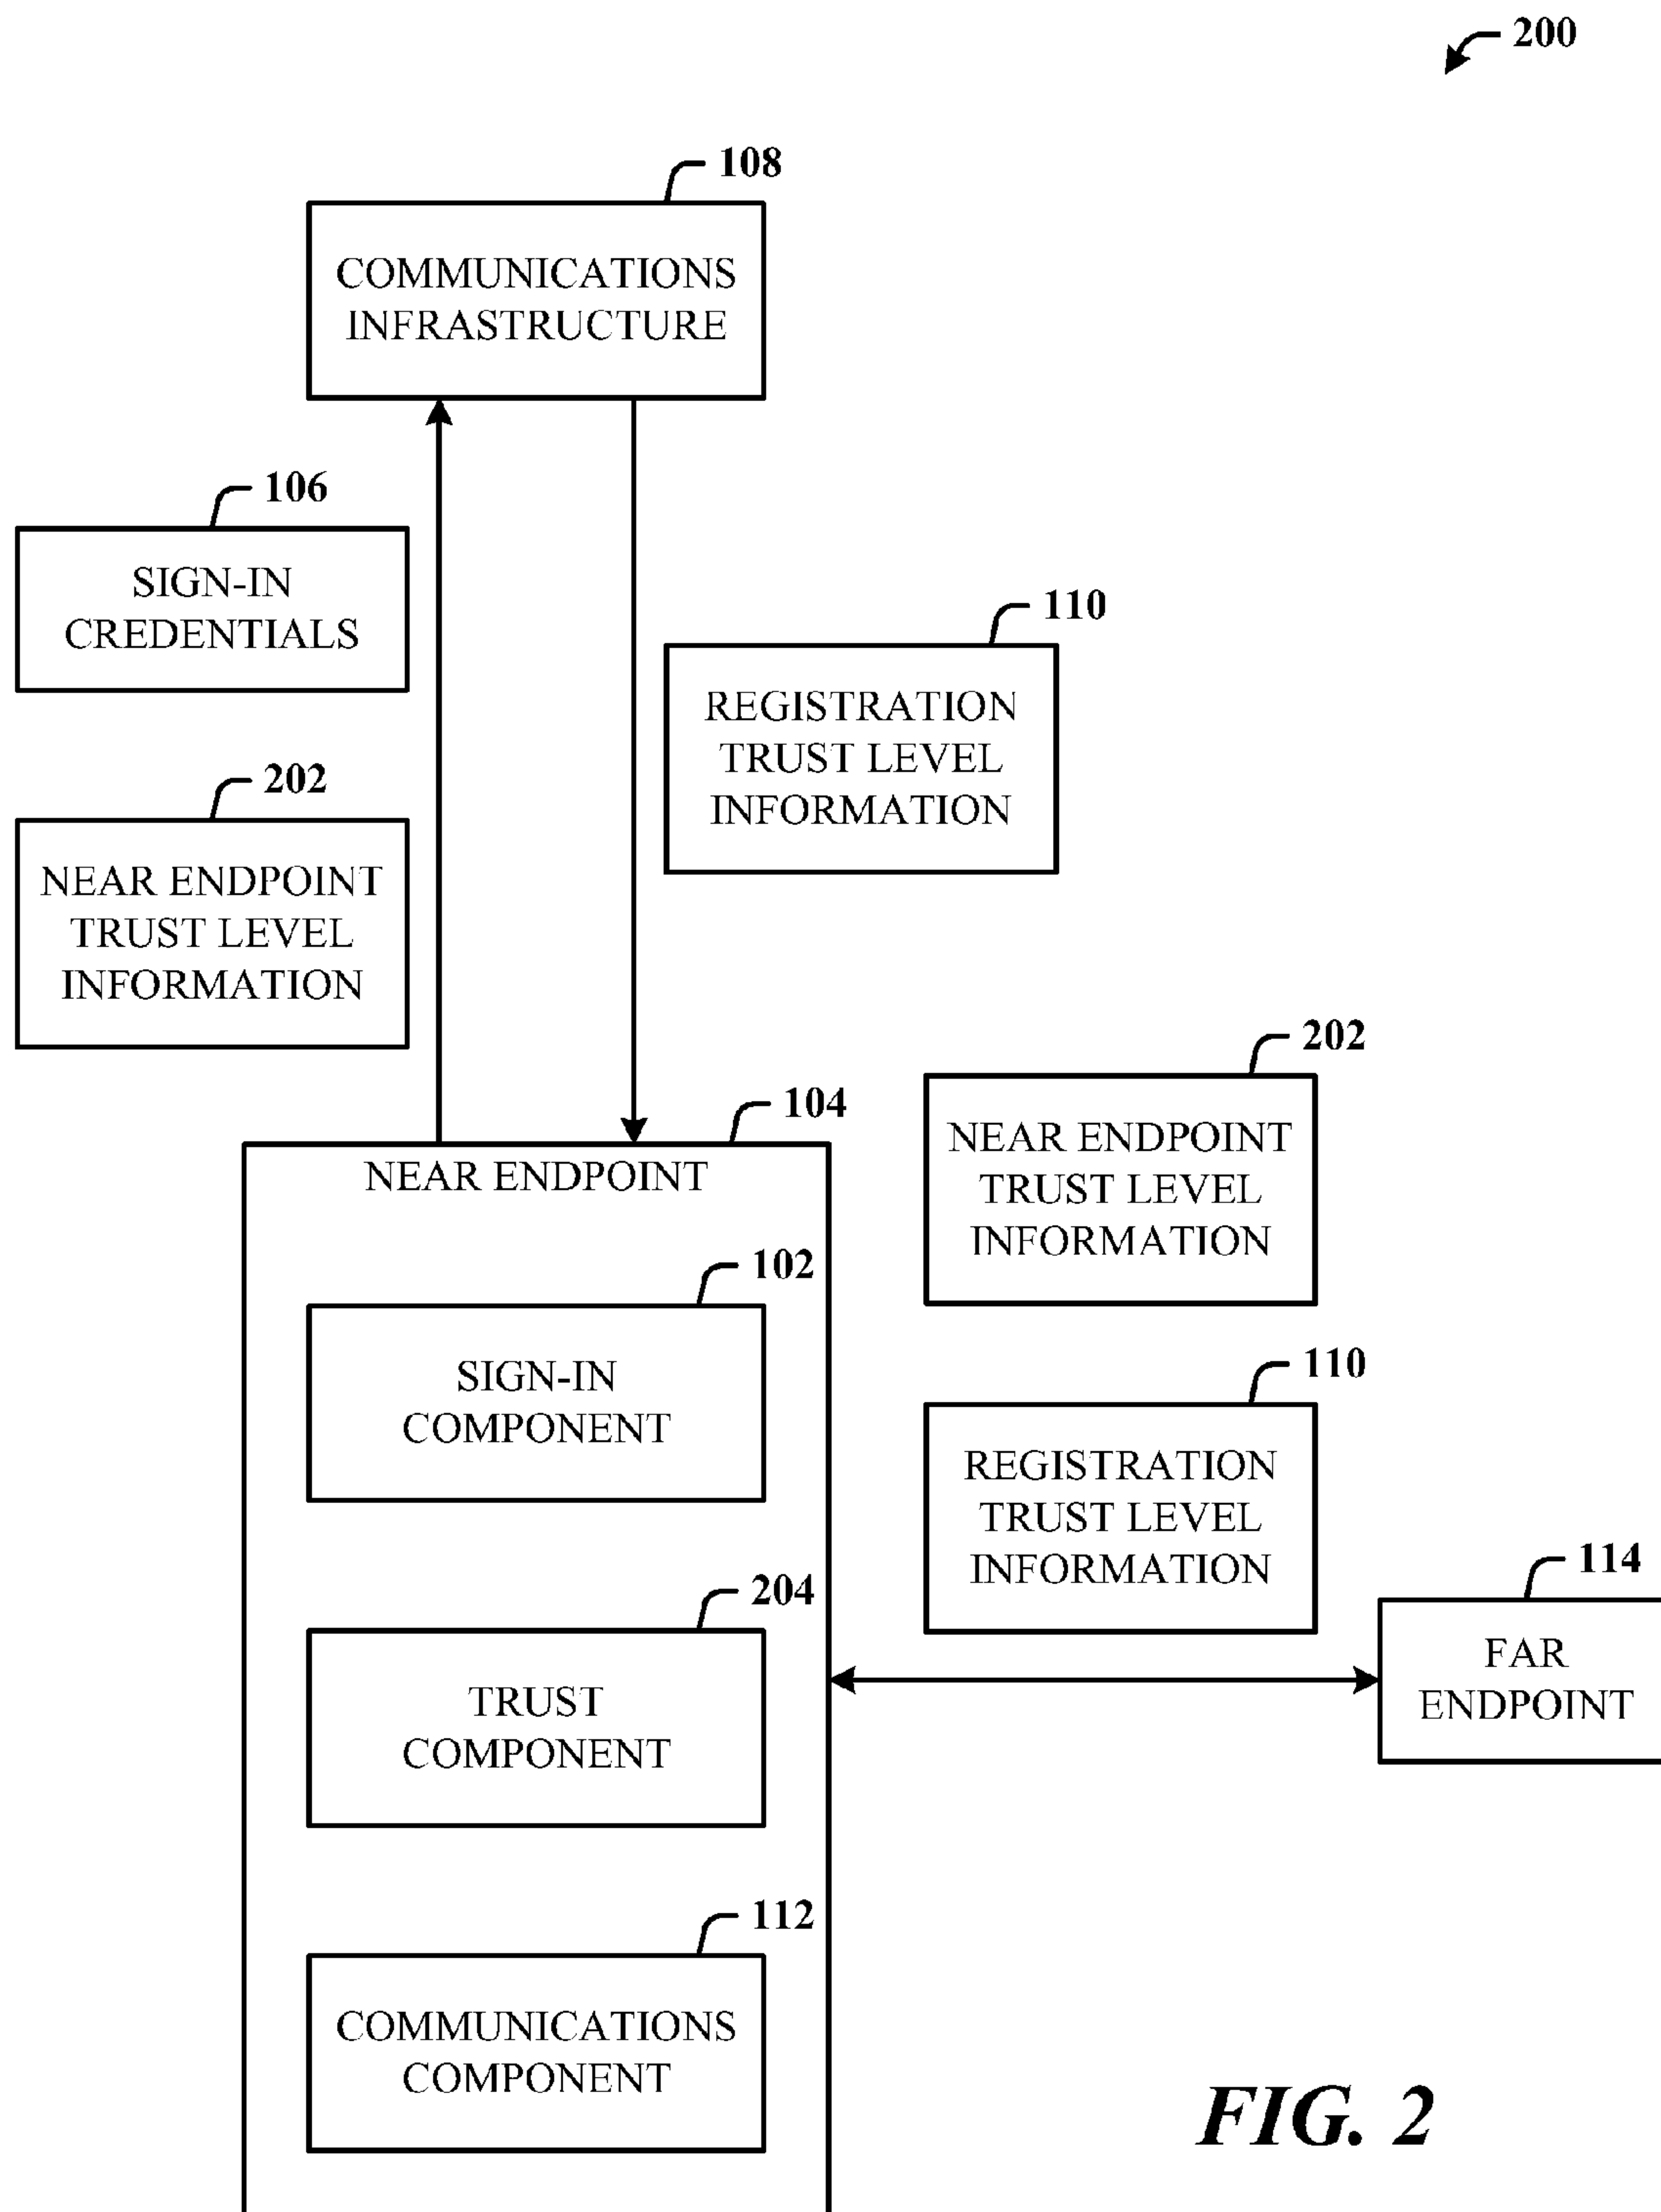 200
108
COMMUNICATIONS
INFRASTRUCTURE
106
SIGN-IN
CREDENTIALS
110
REGISTRATION
TRUST LEVEL
INFORMATION
202
NEAR ENDPOINT
TRUST LEVEL
INFORMATION
202
NEAR ENDPOINT
TRUST LEVEL
INFORMATION
104
NEAR ENDPOINT
102
SIGN-IN
COMPONENT
110
REGISTRATION
TRUST LEVEL
INFORMATION
114
FAR
ENDPOINT
204
TRUST
COMPONENT
112
COMMUNICATIONS
COMPONENT
FIG. 2